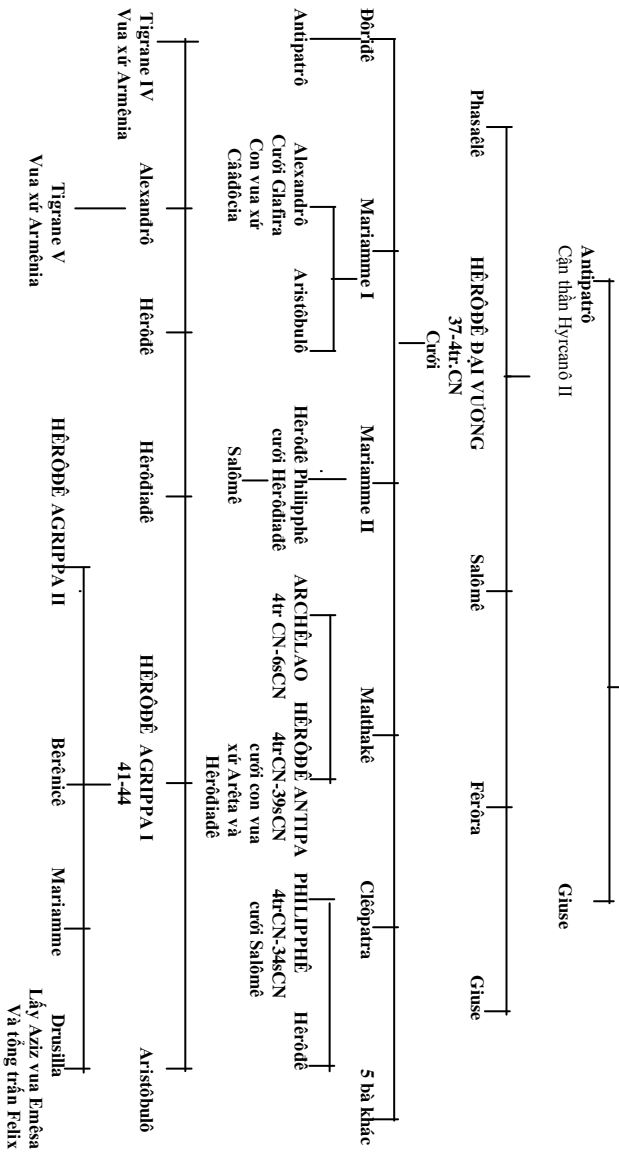 Antipatrô
Cận thần Hyrcanô II
Giuse
Phasaêlê
HÊRÔĐÊ ĐẠI VƯƠNG
37-4tr.CN
Cưới
Salômê
Fêrôra
Giuse
Đôriđê
Mariamme I
Mariamme II
Malthakê
Clêôpatra
5 bà khác
Antipatrô
Alexandrô
Cưới Glafira
Con vua xứ
Cââđôcia
Aristôbulô
Hêrôđê Philipphê
cưới Hêrôđiađê
Salômê
ARCHÊLAO
4tr CN-6sCN
HÊRÔĐÊ ANTIPA
4trCN-39sCN
cưới con vua
xứ Arêta và
Hêrôđiađê
PHILIPPHÊ
4trCN-34sCN
cưới Salômê
Hêrôđê
Tigrane IV
Vua xứ Armênia
Alexandrô
Hêrôđê
Hêrôđiađê
HÊRÔĐÊ AGRIPPA I
41-44
Aristôbulô
Tigrane V
Vua xứ Armênia
HÊRÔĐÊ AGRIPPA II
Bêrênicê
Mariamme
Drusilla
Lấy Aziz vua Emêsa
Và tổng trấn Felix